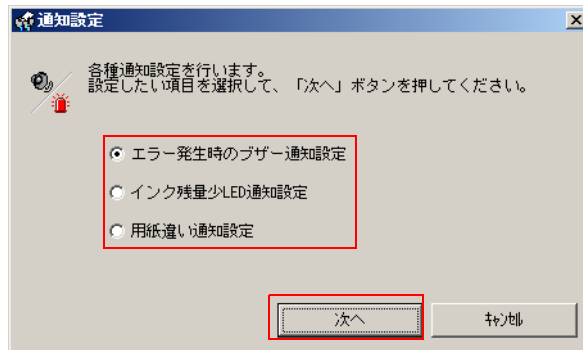 通知設定
各種通知設定を行います。
設定したい項目を選択して、「次へ」ボタンを押してください。
エラー発生時のブザー通知設定
インク残量少LED通知設定
用紙違い通知設定
次へ
ｷｬﾝｾﾙ